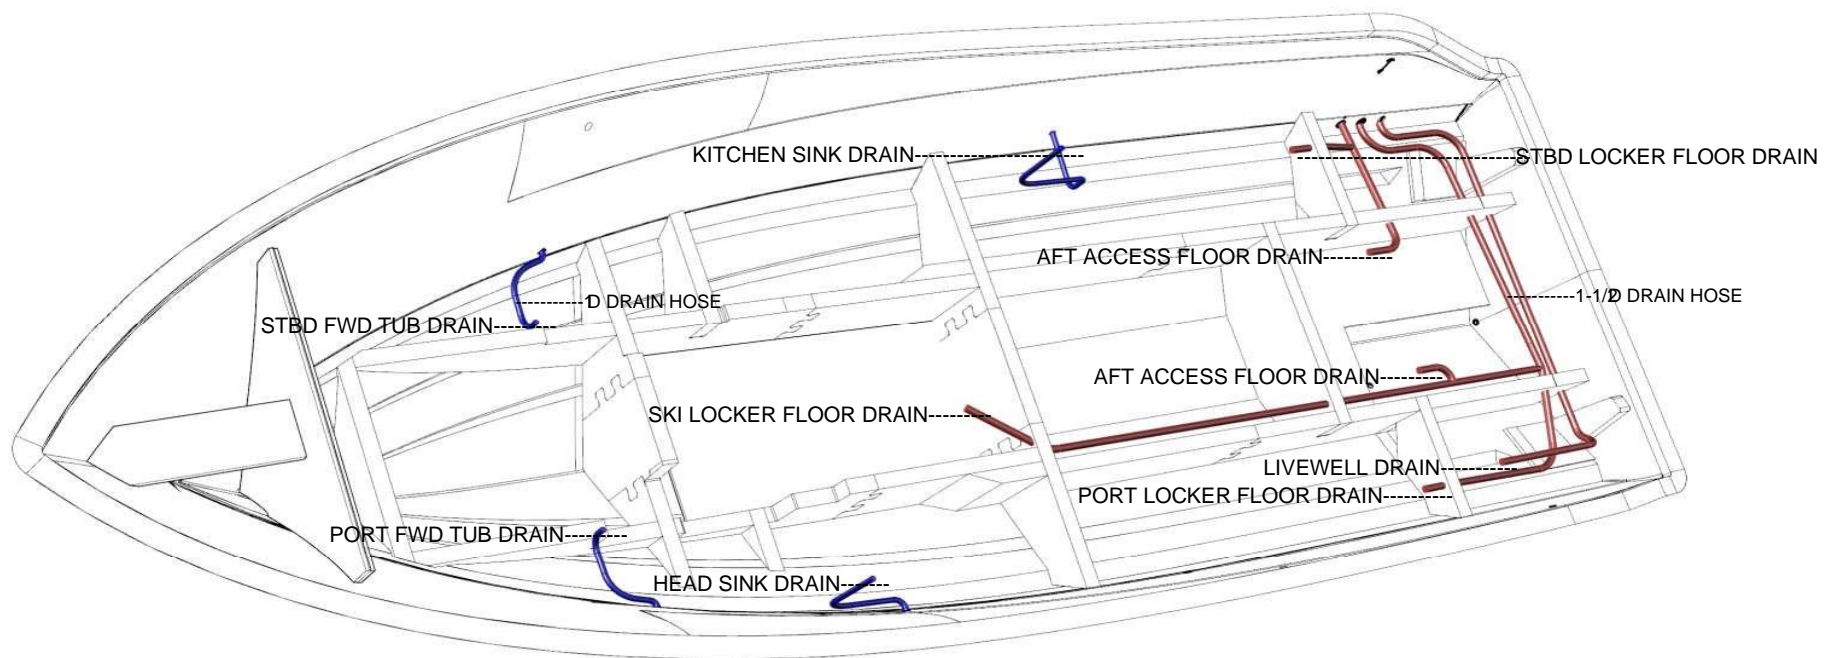 KITCHEN SINK DRAIN
STBD LOCKER FLOOR DRAIN
AFT ACCESS FLOOR DRAIN
1-1/2D DRAIN HOSE
1D DRAIN HOSE
STBD FWD TUB DRAIN
AFT ACCESS FLOOR DRAIN
SKI LOCKER FLOOR DRAIN
LIVEWELL DRAIN
PORT LOCKER FLOOR DRAIN
PORT FWD TUB DRAIN
HEAD SINK DRAIN